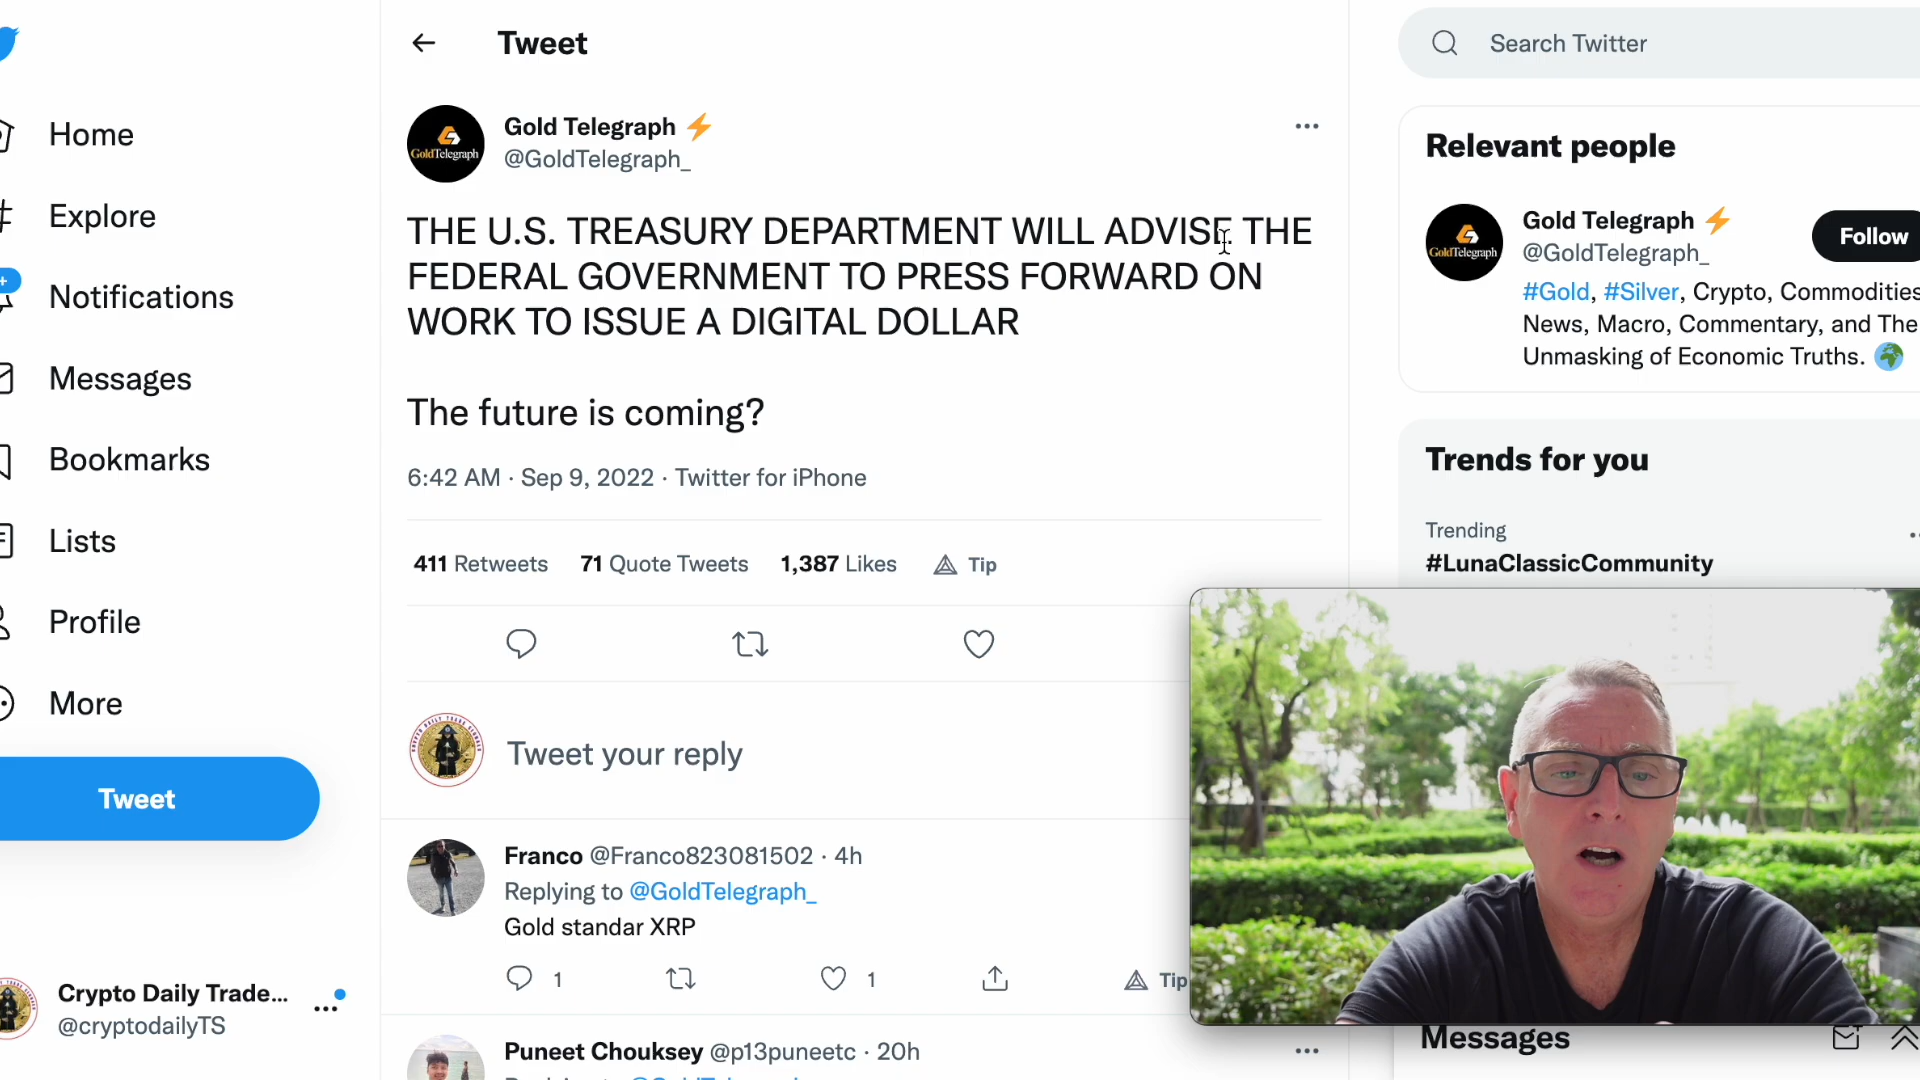 Tweet
Search Twitter
Home
Explore
Notifications
Messages
Bookmarks
Lists
Profile
More
Tweet
Crypto Daily Trade...
@cryptodailyTS
Gold Telegraph ⚡
@GoldTelegraph_
GoldTelegraph
THE U.S. TREASURY DEPARTMENT WILL ADVISE THE
FEDERAL GOVERNMENT TO PRESS FORWARD ON
WORK TO ISSUE A DIGITAL DOLLAR
The future is coming?
6:42 AM · Sep 9, 2022 · Twitter for iPhone
411 Retweets 71 Quote Tweets 1,387 Likes Tip
Tweet your reply
Franco @Franco823081502 · 4h
Replying to @GoldTelegraph_
Gold standar XRP
1 1 Tip
Puneet Chouksey @p13puneetc · 20h
Relevant people
Gold Telegraph ⚡
@GoldTelegraph_
GoldTelegraph
Follow
#Gold, #Silver, Crypto, Commodities
News, Macro, Commentary, and The
Unmasking of Economic Truths. 🌍
Trends for you
Trending
#LunaClassicCommunity
Messages